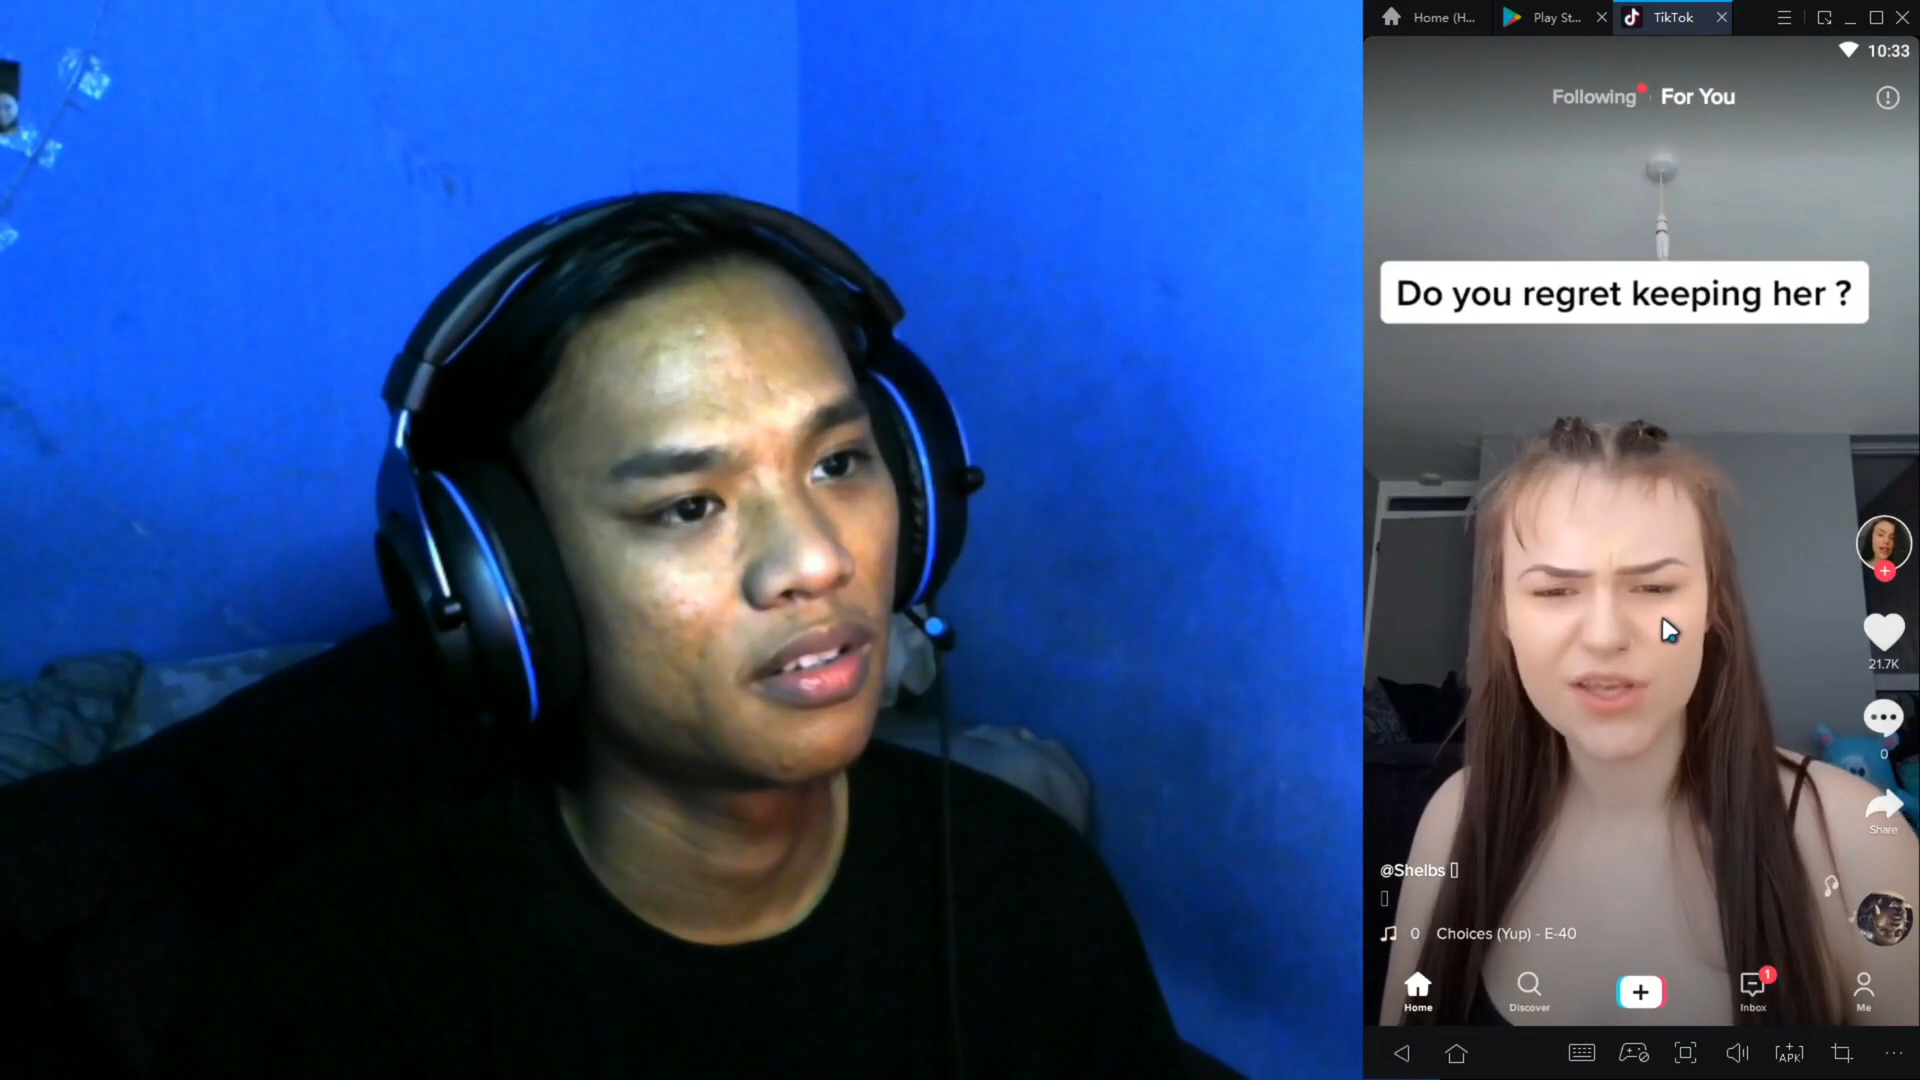 Home (H...
Play St...
TikTok
10:33
Following
For You
Do you regret keeping her ?
21.7K
0
Share
@Shelbs
0 Choices (Yup) - E-40
Home
Discover
1
Inbox
Me
APK